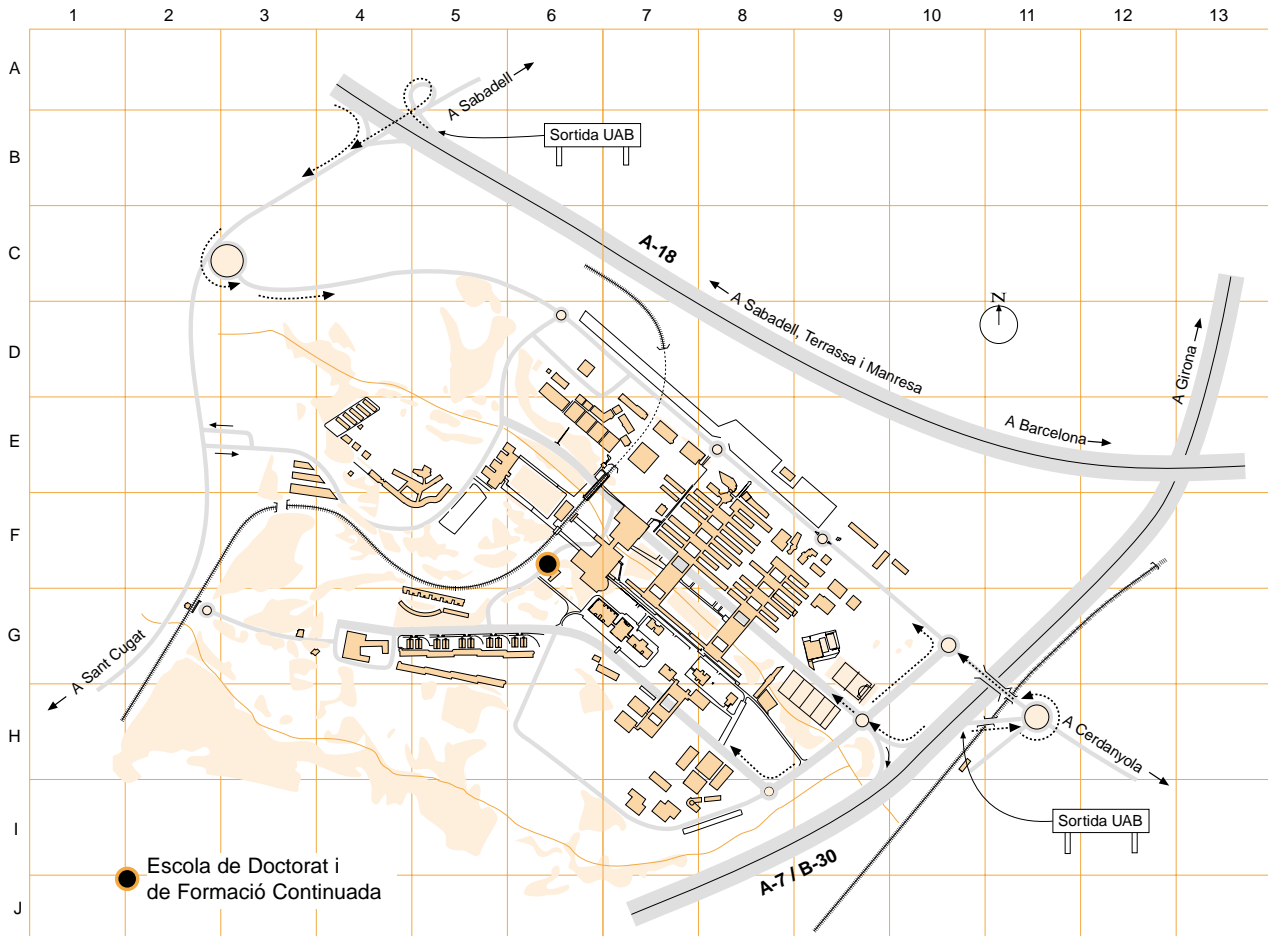 1 2 3 4 5 6 7 8 9 10 11 12 13
A
A Sabadell
Sortida UAB
B
C
A-18
A Sabadell, Terrassa i Manresa
N
D
A Girona
A Barcelona
E
F
G
A Sant Cugat
H
A Cerdanyola
Sortida UAB
I
A-7 / B-30
Escola de Doctorat i
de Formació Continuada
J